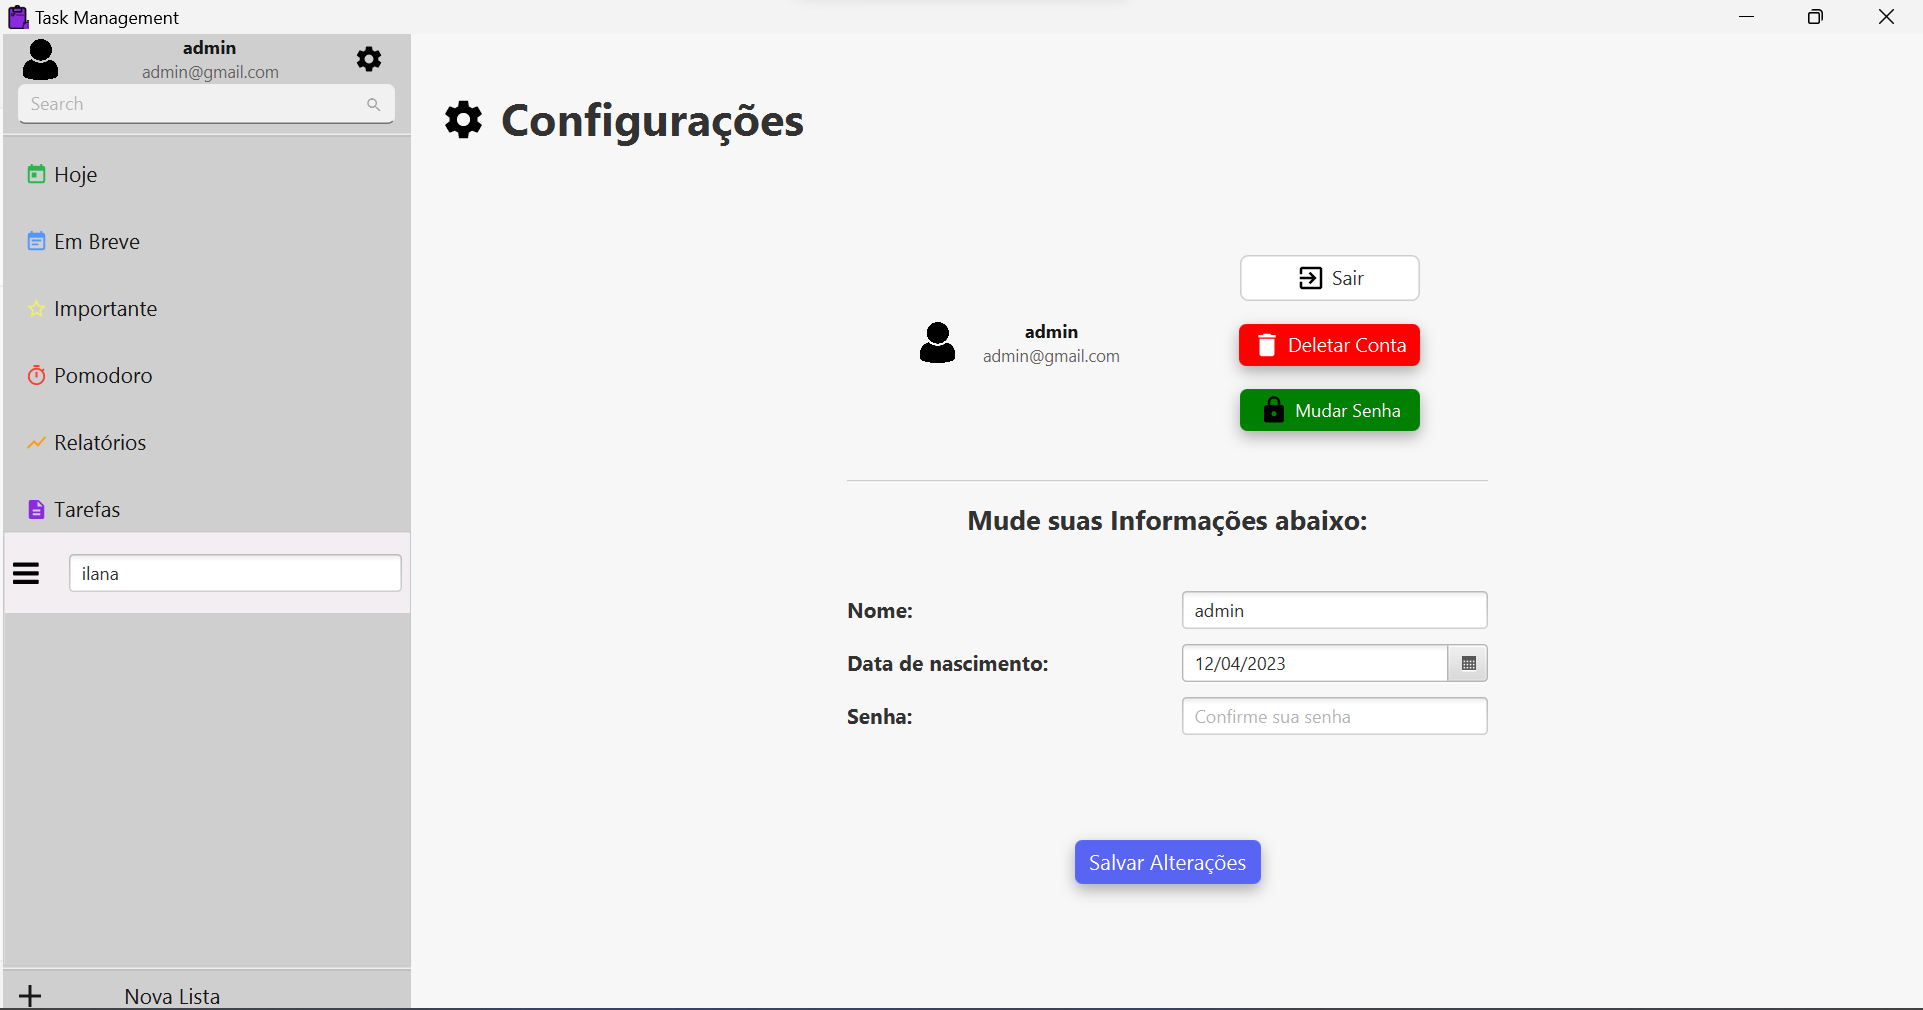 Task Management
admin
admin@gmail.com
Search
Hoje
Em Breve
Importante
Pomodoro
Relatórios
Tarefas
ilana
Nova Lista
Configurações
Sair
admin
admin@gmail.com
Deletar Conta
Mudar Senha
Mude suas Informações abaixo:
Nome:
admin
Data de nascimento:
12/04/2023
Senha:
Confirme sua senha
Salvar Alterações